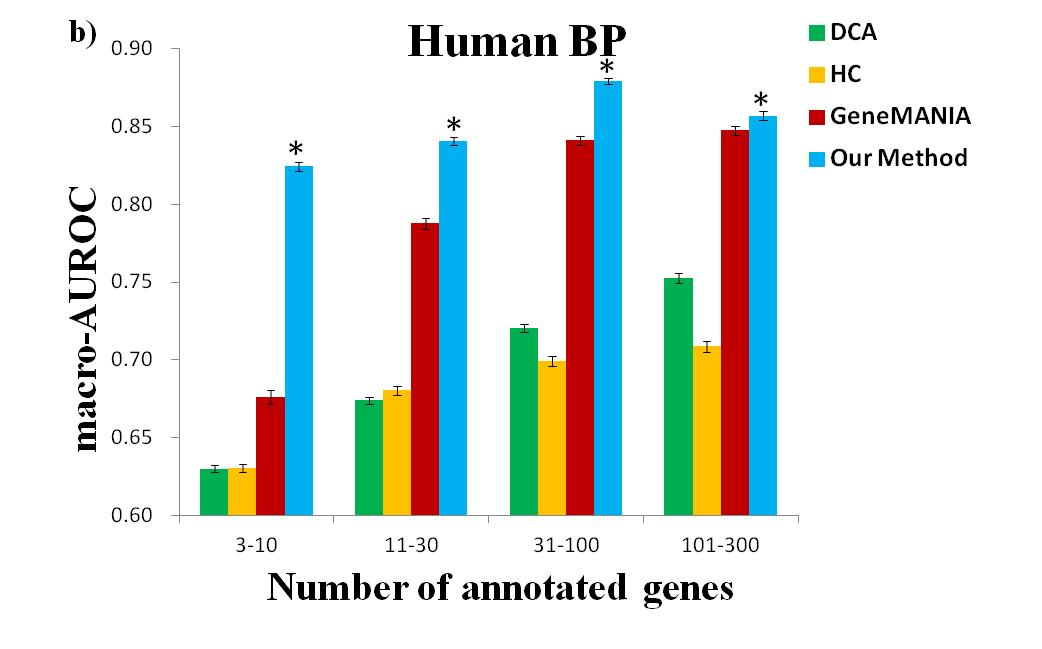 b)
Human BP
DCA
HC
GeneMANIA
Our Method
macro-AUROC
0.90
0.85
0.80
0.75
0.70
0.65
0.60
*
*
*
*
3-10
11-30
31-100
101-300
Number of annotated genes